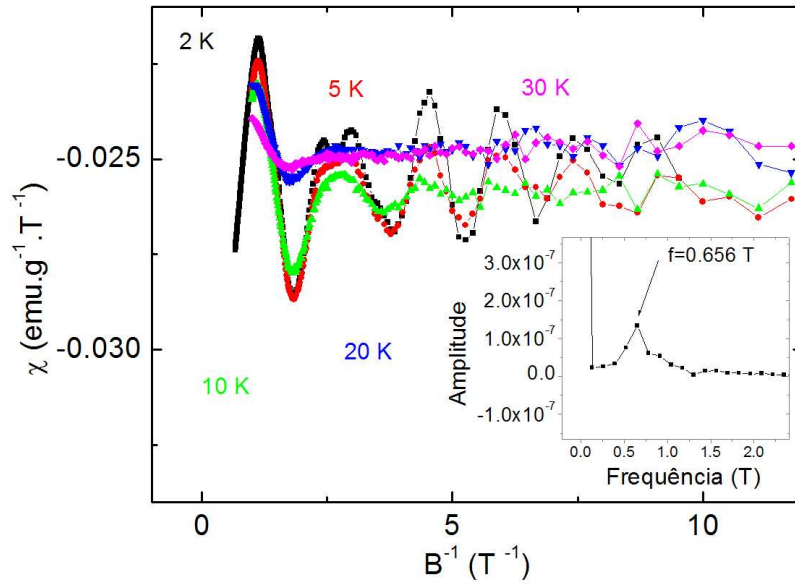 2 K
5 K
30 K
20 K
10 K
χ (emu.g⁻¹.T⁻¹)
-0.025
-0.030
0
5
10
B⁻¹ (T⁻¹)
f=0.656 T
Amplitude
3.0x10⁻⁷
2.0x10⁻⁷
1.0x10⁻⁷
0.0
-1.0x10⁻⁷
0.0
0.5
1.0
1.5
2.0
Frequência (T)